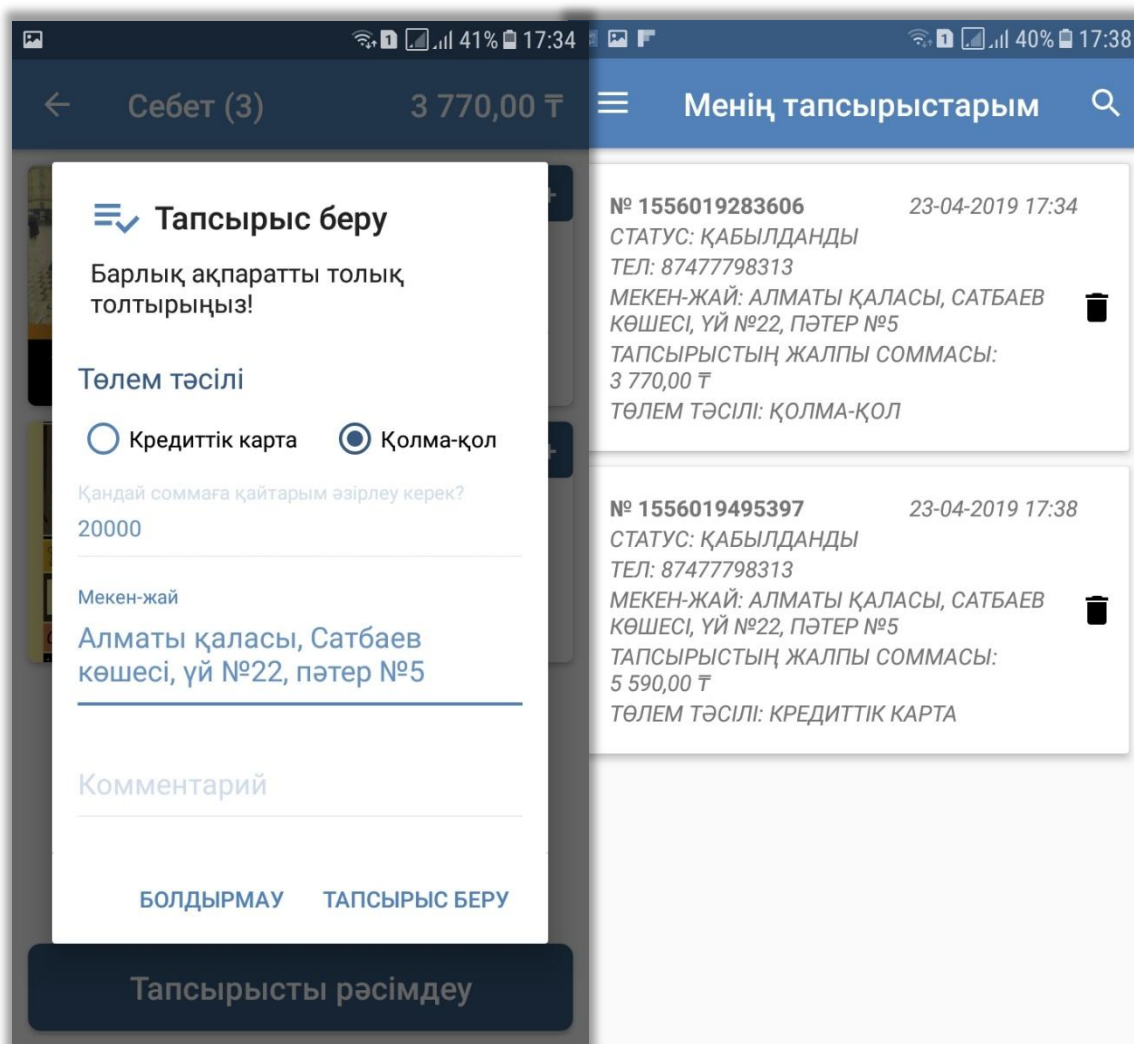 1 41% 17:34
Себет (3) 3 770,00 ₸
Тапсырыс беру
Барлық ақпаратты толық
толтырыңыз!
Төлем тәсілі
Кредиттік карта Қолма-қол
Қандай соммаға қайтарым әзірлеу керек?
20000
Мекен-жай
Алматы қаласы, Сатбаев
көшесі, үй №22, пәтер №5
Комментарий
БОЛДЫРМАУ ТАПСЫРЫС БЕРУ
Тапсырысты рәсімдеу
1 40% 17:38
Менің тапсырыстарым
№ 1556019283606 23-04-2019 17:34
СТАТУС: ҚАБЫЛДАНДЫ
ТЕЛ: 87477798313
МЕКЕН-ЖАЙ: АЛМАТЫ ҚАЛАСЫ, САТБАЕВ
КӨШЕСІ, ҮЙ №22, ПӘТЕР №5
ТАПСЫРЫСТЫҢ ЖАЛПЫ СОММАСЫ:
3 770,00 ₸
ТӨЛЕМ ТӘСІЛІ: ҚОЛМА-ҚОЛ
№ 1556019495397 23-04-2019 17:38
СТАТУС: ҚАБЫЛДАНДЫ
ТЕЛ: 87477798313
МЕКЕН-ЖАЙ: АЛМАТЫ ҚАЛАСЫ, САТБАЕВ
КӨШЕСІ, ҮЙ №22, ПӘТЕР №5
ТАПСЫРЫСТЫҢ ЖАЛПЫ СОММАСЫ:
5 590,00 ₸
ТӨЛЕМ ТӘСІЛІ: КРЕДИТТІК КАРТА